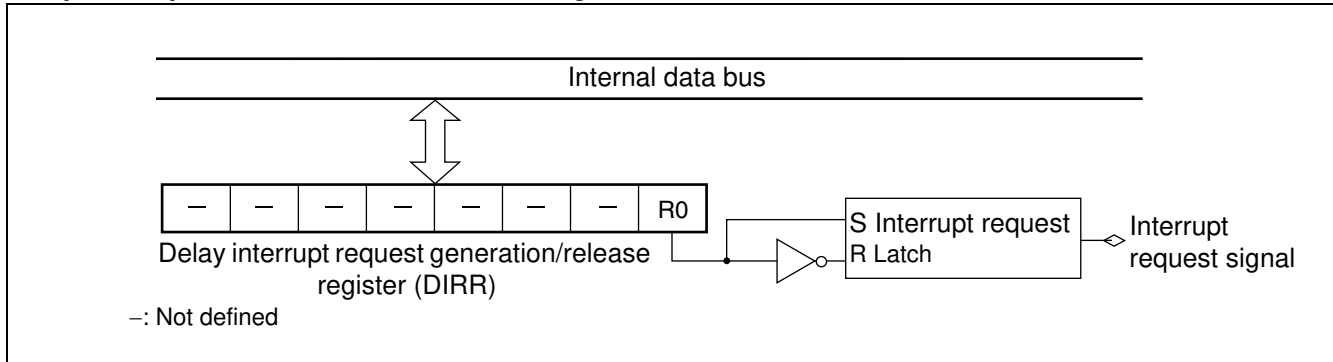 Internal data bus
– – – – – – – R0
Delay interrupt request generation/release
register (DIRR)
S Interrupt request
R Latch
Interrupt
request signal
–: Not defined